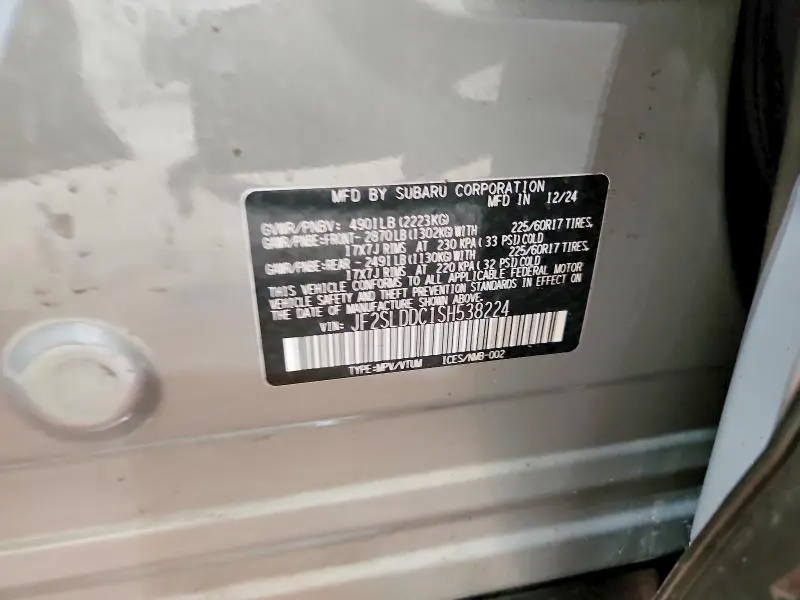 MFD BY SUBARU CORPORATION
MFD IN 12/24
GVWR/PNBV: 4901LB(2223KG)
GAWR/PNBE:FRONT-2870LB(1302KG)WITH 225/60R17 TIRES,
17X7J RIMS AT 230 KPA(33 PSI)COLD
GAWR/PNBE:REAR -2491LB(1130KG)WITH 225/60R17 TIRES,
17X7J RIMS AT 220 KPA(32 PSI)COLD
THIS VEHICLE CONFORMS TO ALL APPLICABLE FEDERAL MOTOR
VEHICLE SAFETY AND THEFT PREVENTION STANDARDS IN EFFECT ON
THE DATE OF MANUFACTURE SHOWN ABOVE.
VIN: JF2SLDDC1SH538224
TYPE:MPV/VTUM ICES/NMB-002